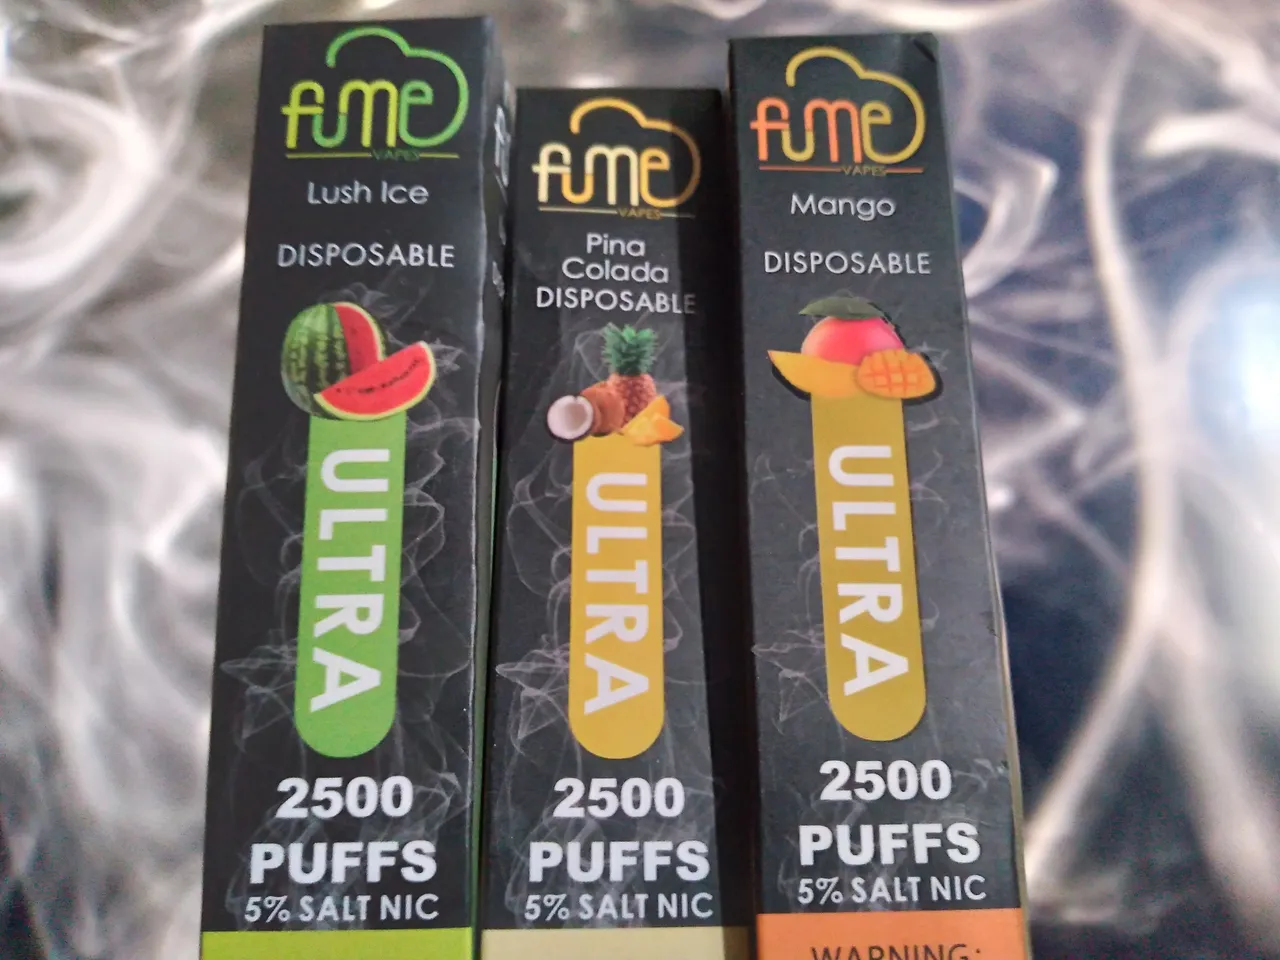 fume
VAPES
Lush Ice
DISPOSABLE
ULTRA
2500
PUFFS
5% SALT NIC
fume
VAPES
Pina
Colada
DISPOSABLE
ULTRA
2500
PUFFS
5% SALT NIC
fume
VAPES
Mango
DISPOSABLE
ULTRA
2500
PUFFS
5% SALT NIC
WARNING: